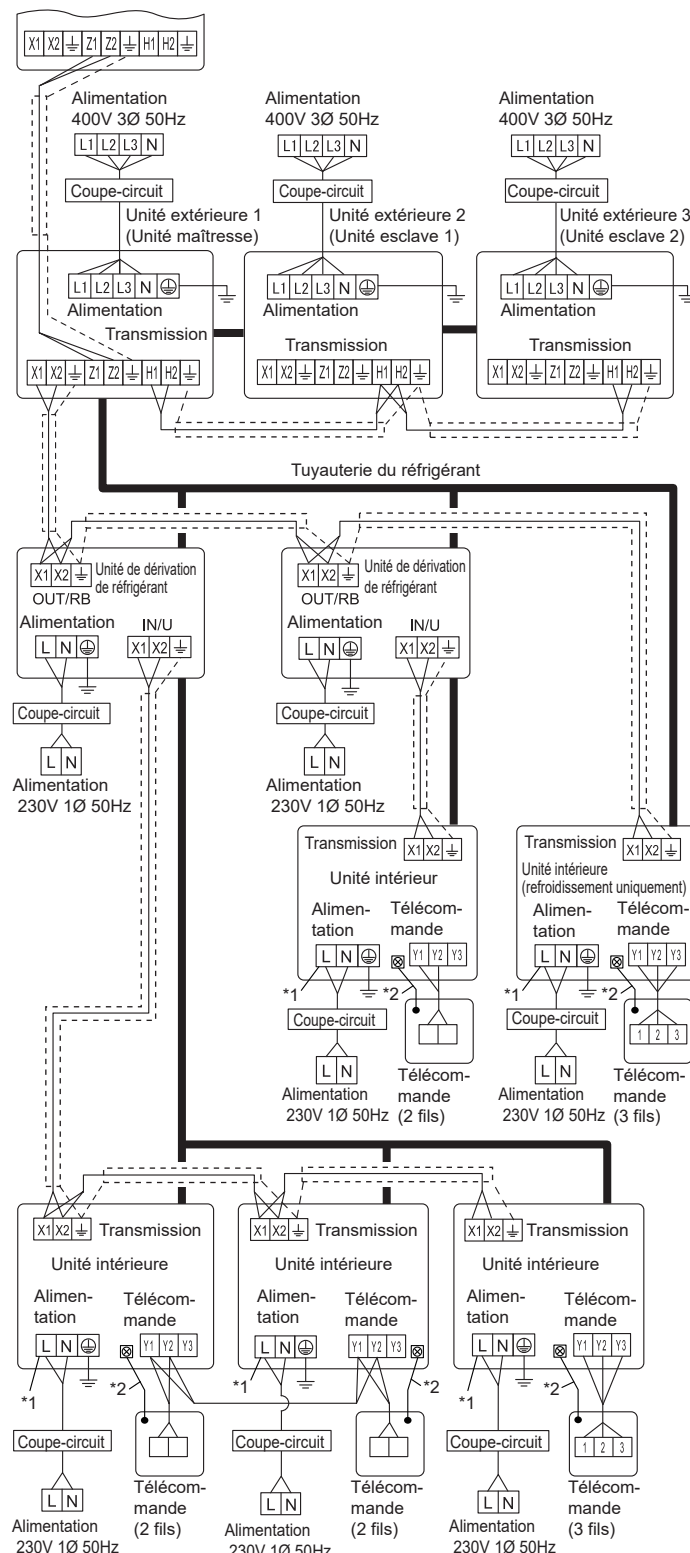 X1 X2 Z1 Z2 H1 H2
Alimentation
400V 3Ø 50Hz
L1 L2 L3 N
Coupe-circuit
Unité extérieure 1
(Unité maîtresse)
Alimentation
400V 3Ø 50Hz
L1 L2 L3 N
Coupe-circuit
Unité extérieure 2
(Unité esclave 1)
Alimentation
400V 3Ø 50Hz
L1 L2 L3 N
Coupe-circuit
Unité extérieure 3
(Unité esclave 2)
L1 L2 L3 N
Alimentation
Transmission
X1 X2 Z1 Z2 H1 H2
L1 L2 L3 N
Alimentation
Transmission
X1 X2 Z1 Z2 H1 H2
L1 L2 L3 N
Alimentation
Transmission
X1 X2 Z1 Z2 H1 H2
Tuyauterie du réfrigérant
X1 X2
Unité de dérivation
de réfrigérant
OUT/RB
Alimentation
IN/U
L N
X1 X2
Coupe-circuit
L N
Alimentation
230V 1Ø 50Hz
X1 X2
Unité de dérivation
de réfrigérant
OUT/RB
Alimentation
IN/U
L N
X1 X2
Coupe-circuit
L N
Alimentation
230V 1Ø 50Hz
Transmission
X1 X2
Unité intérieur
Alimen-
tation
Télécom-
mande
L N
Y1 Y2 Y3
*1
*2
Coupe-circuit
L N
Alimentation
230V 1Ø 50Hz
Télécom-
mande
(2 fils)
Transmission
X1 X2
Unité intérieure
(refroidissement uniquement)
Alimen-
tation
Télécom-
mande
L N
Y1 Y2 Y3
*1
*2
Coupe-circuit
1 2 3
L N
Alimentation
230V 1Ø 50Hz
Télécom-
mande
(3 fils)
X1 X2
Transmission
Unité intérieure
Alimen-
tation
Télécom-
mande
L N
Y1 Y2 Y3
*1
*2
Coupe-circuit
L N
Alimentation
230V 1Ø 50Hz
Télécom-
mande
(2 fils)
X1 X2
Transmission
Unité intérieure
Alimen-
tation
Télécom-
mande
L N
Y1 Y2 Y3
*1
*2
Coupe-circuit
L N
Alimentation
230V 1Ø 50Hz
Télécom-
mande
(2 fils)
X1 X2
Transmission
Unité intérieure
Alimen-
tation
Télécom-
mande
L N
Y1 Y2 Y3
*1
*2
Coupe-circuit
1 2 3
L N
Alimentation
230V 1Ø 50Hz
Télécom-
mande
(3 fils)